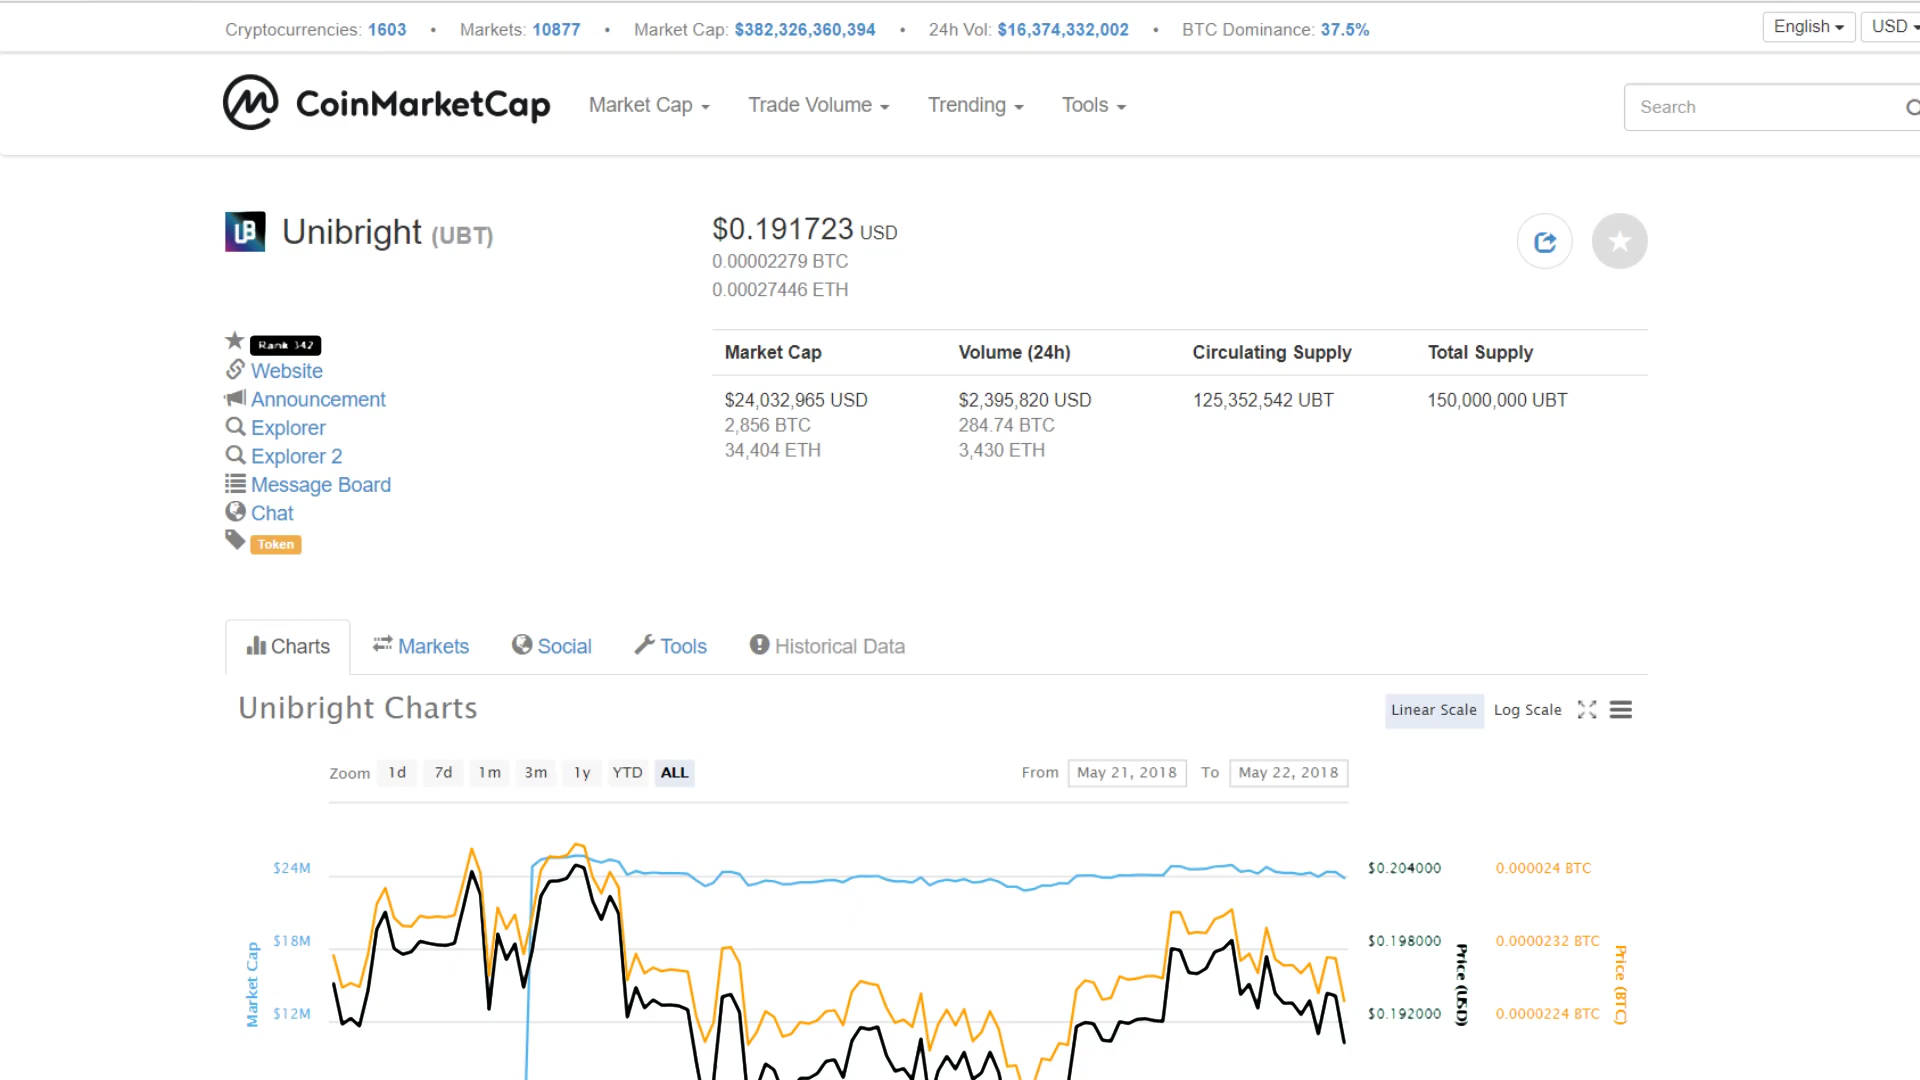 Cryptocurrencies: 1603 • Markets: 10877 • Market Cap: $382,326,360,394 • 24h Vol: $16,374,332,002 • BTC Dominance: 37.5%
English
USD
CoinMarketCap
Market Cap
Trade Volume
Trending
Tools
Search
UB
Unibright (UBT)
$0.191723 USD
0.00002279 BTC
0.00027446 ETH
Rank 342
Website
Announcement
Explorer
Explorer 2
Message Board
Chat
Token
Market Cap Volume (24h) Circulating Supply Total Supply
$24,032,965 USD $2,395,820 USD 125,352,542 UBT 150,000,000 UBT
2,856 BTC 284.74 BTC
34,404 ETH 3,430 ETH
Charts Markets Social Tools Historical Data
Unibright Charts
Linear Scale Log Scale
Zoom 1d 7d 1m 3m 1y YTD ALL
From May 21, 2018 To May 22, 2018
$24M $0.204000 0.000024 BTC
$18M $0.198000 0.0000232 BTC
$12M $0.192000 0.0000224 BTC
Market Cap
Price (USD)
Price (BTC)